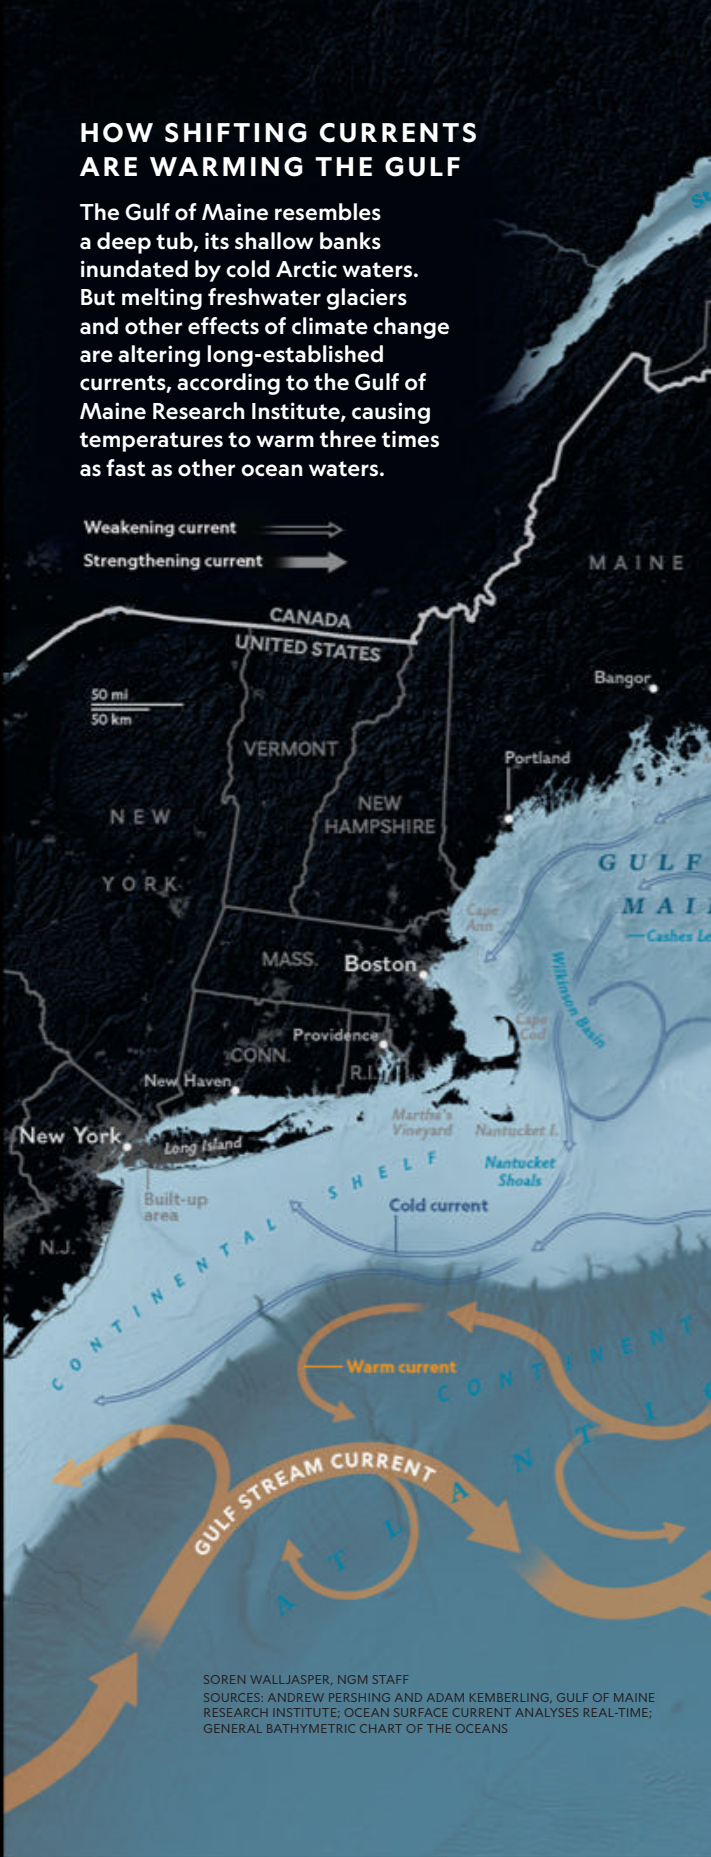 HOW SHIFTING CURRENTS
ARE WARMING THE GULF
The Gulf of Maine resembles
a deep tub, its shallow banks
inundated by cold Arctic waters.
But melting freshwater glaciers
and other effects of climate change
are altering long-established
currents, according to the Gulf of
Maine Research Institute, causing
temperatures to warm three times
as fast as other ocean waters.
Weakening current
Strengthening current
MAINE
CANADA
UNITED STATES
Bangor
50 mi
50 km
VERMONT
Portland
NEW
HAMPSHIRE
NEW
YORK
GULF
MAI
Cashes Le
Cape
Ann
MASS.
Boston
Wilkinson Basin
Cape
Cod
Providence
CONN.
R.I.
New Haven
Martha's
Vineyard
Nantucket I.
New York
Long Island
Nantucket
Shoals
Built-up
area
Cold current
N.J.
CONTINENTAL SHELF
Warm current
CONTINENT
GULF STREAM CURRENT
ATLANTIC
SOREN WALLJASPER, NGM STAFF
SOURCES: ANDREW PERSHING AND ADAM KEMBERLING, GULF OF MAINE
RESEARCH INSTITUTE; OCEAN SURFACE CURRENT ANALYSES REAL-TIME;
GENERAL BATHYMETRIC CHART OF THE OCEANS